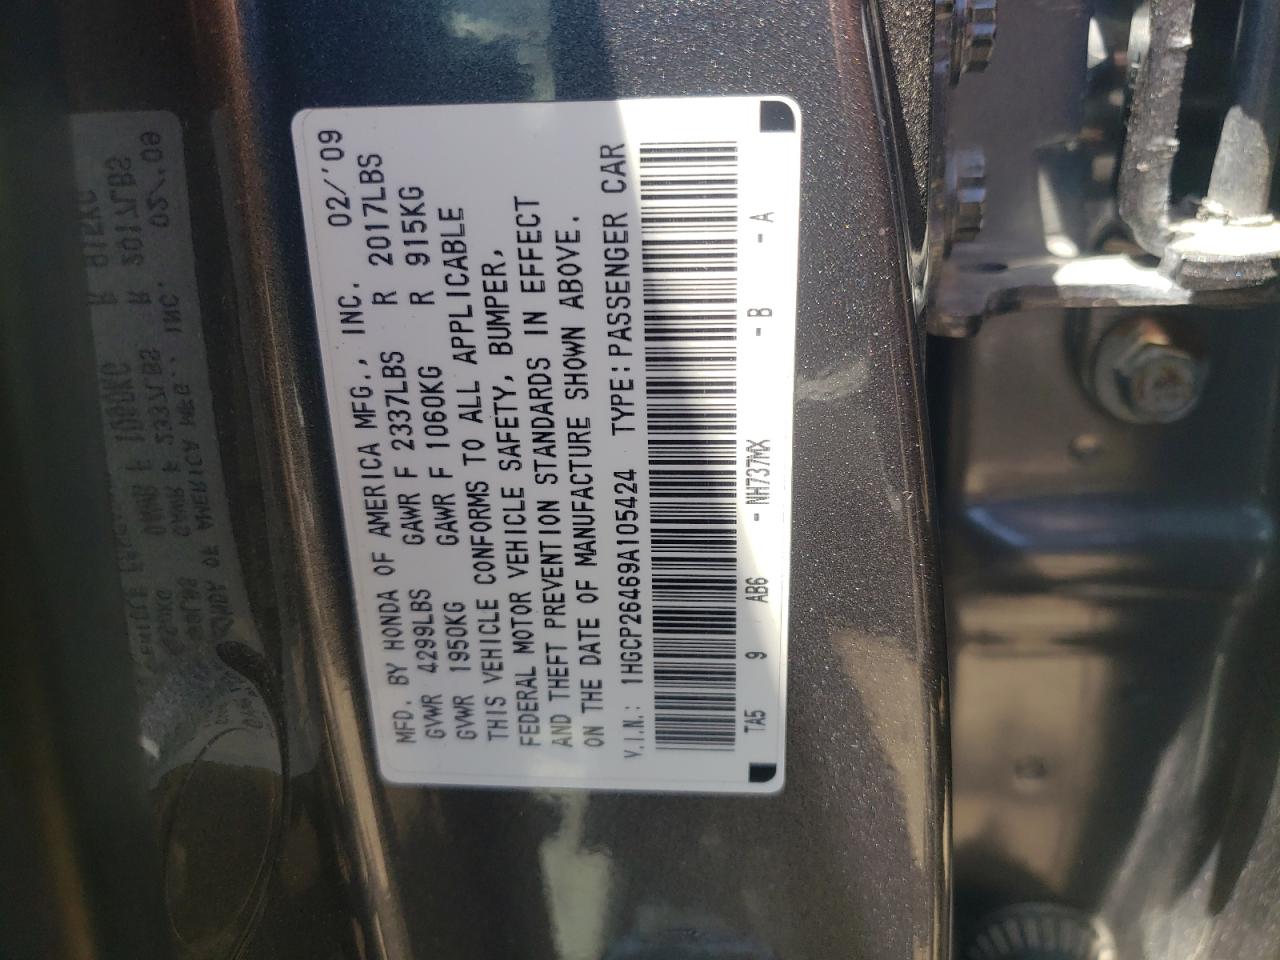 MFD. BY HONDA OF AMERICA MFG., INC. 02/'09
GVWR 4299LBS GAWR F 2337LBS R 2017LBS
GVWR 1950KG GAWR F 1060KG R 915KG
THIS VEHICLE CONFORMS TO ALL APPLICABLE
FEDERAL MOTOR VEHICLE SAFETY, BUMPER,
AND THEFT PREVENTION STANDARDS IN EFFECT
ON THE DATE OF MANUFACTURE SHOWN ABOVE.
V.I.N.: 1HGCP26469A105424 TYPE: PASSENGER CAR
TA5 9 AB6 - NH737MX - B - A